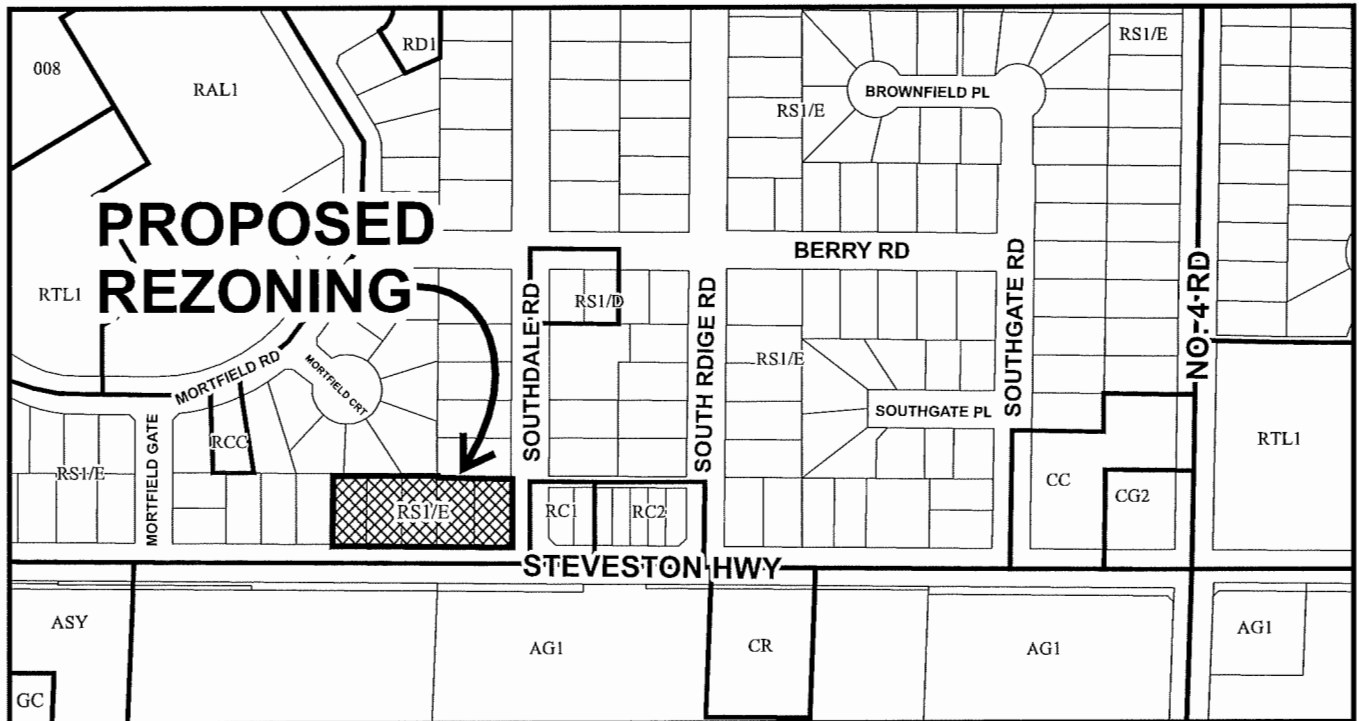 RS1/E
RD1
008
RAL1
BROWNFIELD PL
RS1/E
PROPOSED
REZONING
BERRY RD
RTL1
RS1/D
SOUTHDALE RD
SOUTH RDIGE RD
SOUTHGATE RD
NO. 4 RD
MORTFIELD RD
MORTFIELD CRT
RS1/E
SOUTHGATE PL
RCC
RTL1
RS1/E
MORTFIELD GATE
RS1/E
RC1
RC2
CC
CG2
STEVESTON HWY
ASY
AG1
CR
AG1
AG1
GC